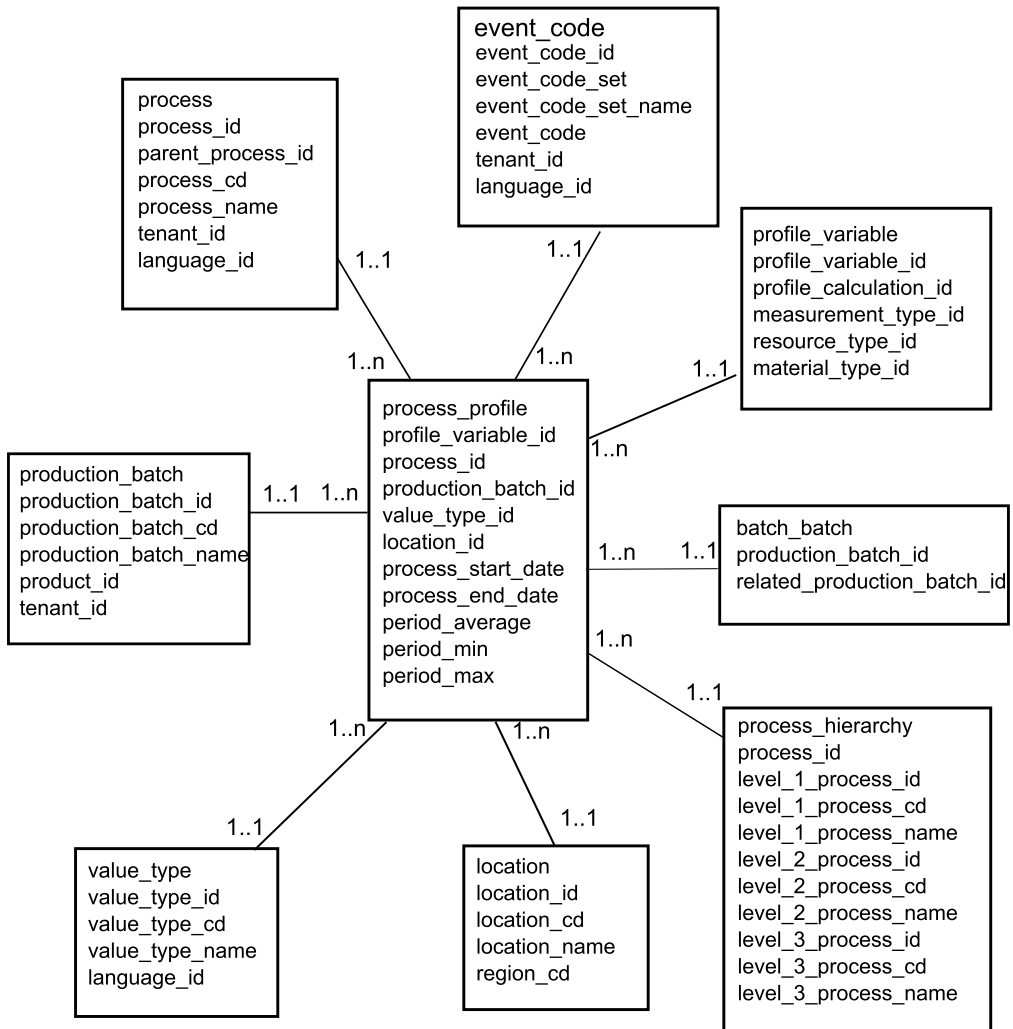 event_code
event_code_id
event_code_set
event_code_set_name
event_code
tenant_id
language_id
process
process_id
parent_process_id
process_cd
process_name
tenant_id
language_id
profile_variable
profile_variable_id
profile_calculation_id
measurement_type_id
resource_type_id
material_type_id
1..1
1..1
1..n
1..n
1..1
1..n
process_profile
profile_variable_id
process_id
production_batch_id
value_type_id
location_id
process_start_date
process_end_date
period_average
period_min
period_max
production_batch
production_batch_id
production_batch_cd
production_batch_name
product_id
tenant_id
1..1
1..n
1..n
1..1
batch_batch
production_batch_id
related_production_batch_id
1..n
1..1
process_hierarchy
process_id
level_1_process_id
level_1_process_cd
level_1_process_name
level_2_process_id
level_2_process_cd
level_2_process_name
level_3_process_id
level_3_process_cd
level_3_process_name
1..n
1..1
value_type
value_type_id
value_type_cd
value_type_name
language_id
1..n
1..1
location
location_id
location_cd
location_name
region_cd